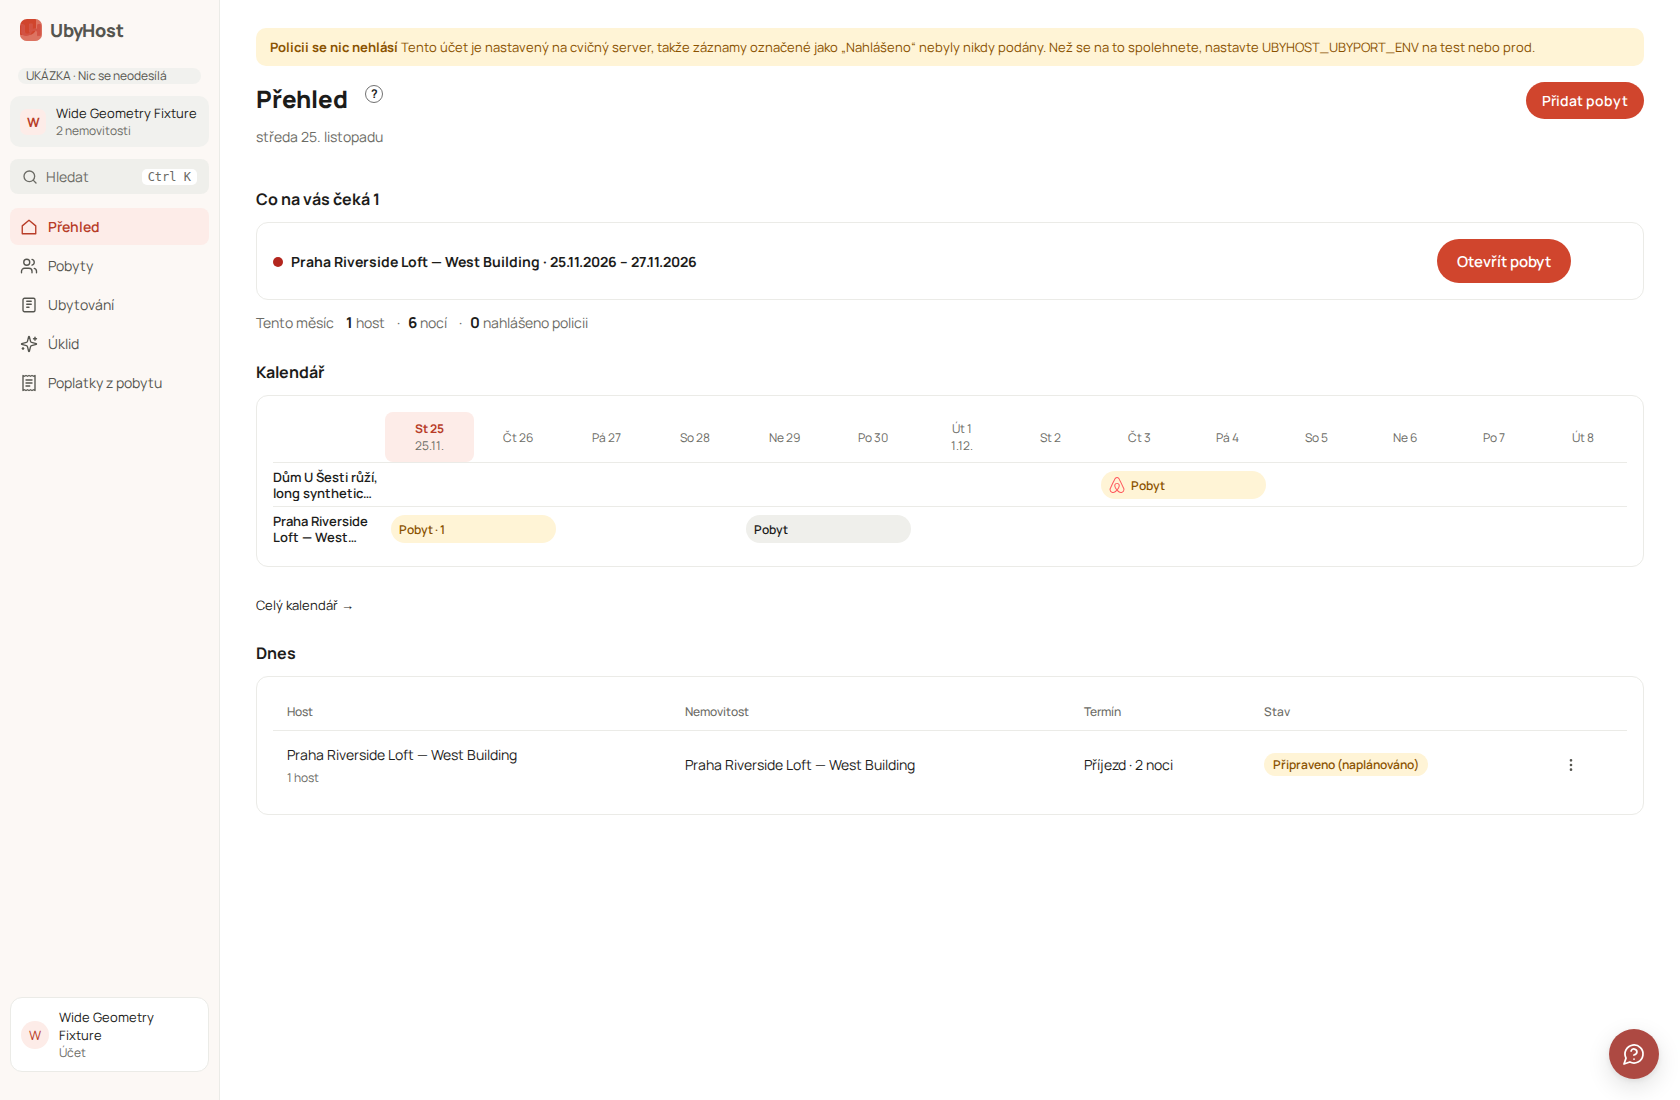 UbyHost
UKÁZKA · Nic se neodesílá
W
Wide Geometry Fixture
2 nemovitosti
Hledat
Ctrl K
Přehled
Pobyty
Ubytování
Úklid
Poplatky z pobytu
W
Wide Geometry
Fixture
Účet
Policii se nic nehlásí Tento účet je nastavený na cvičný server, takže záznamy označené jako „Nahlášeno“ nebyly nikdy podány. Než se na to spolehnete, nastavte UBYHOST_UBYPORT_ENV na test nebo prod.
Přehled ?
Přidat pobyt
středa 25. listopadu
Co na vás čeká 1
Praha Riverside Loft — West Building · 25.11.2026 – 27.11.2026
Otevřít pobyt
Tento měsíc 1 host · 6 nocí · 0 nahlášeno policii
Kalendář
St 25 Čt 26 Pá 27 So 28 Ne 29 Po 30 Út 1 St 2 Čt 3 Pá 4 So 5 Ne 6 Po 7 Út 8
25.11. 1.12.
Dům U Šesti růží,
long synthetic…
Pobyt
Praha Riverside
Loft — West…
Pobyt · 1
Pobyt
Celý kalendář →
Dnes
Host Nemovitost Termín Stav
Praha Riverside Loft — West Building
1 host
Praha Riverside Loft — West Building
Příjezd · 2 noci
Připraveno (naplánováno)